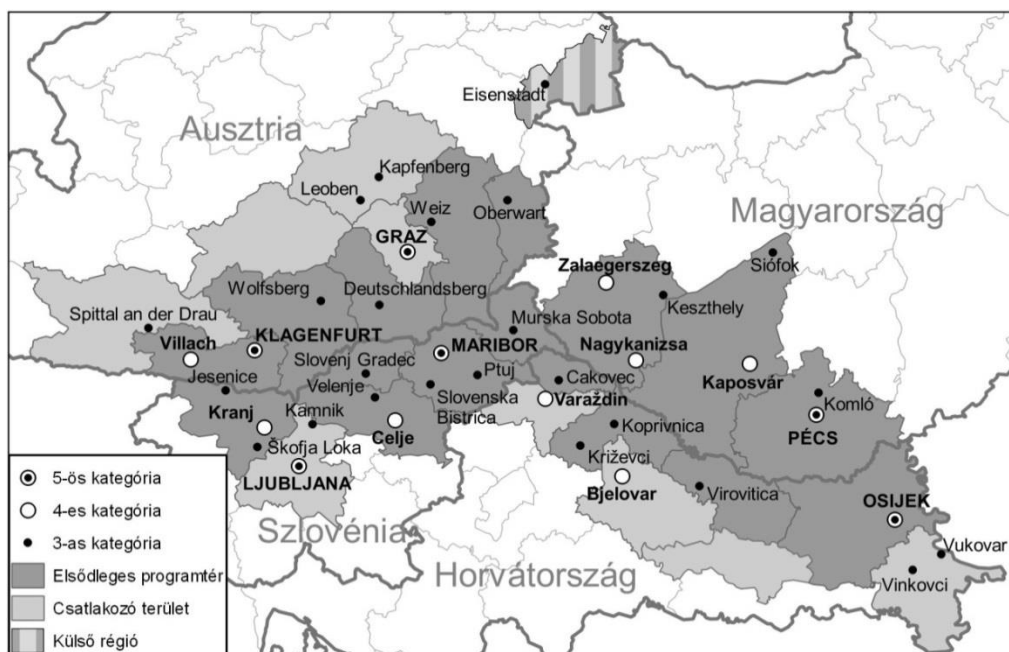 Eisenstadt
Ausztria
Kapfenberg
Leoben
Weiz
Oberwart
Magyarország
GRAZ
Zalaegerszeg
Siófok
Wolfsberg
Deutschlandsberg
Keszthely
Spittal an der Drau
Murska Sobota
KLAGENFURT
Villach
MARIBOR
Nagykanizsa
Slovenj Gradec
Jesenice
Ptuj
Cakovec
Kaposvár
Velenje
Slovenska
Bistrica
Varaždin
Komló
Kranj
Kamnik
Celje
Koprivnica
PÉCS
Škofja Loka
Križevci
LJUBLJANA
Bjelovar
Virovitica
OSIJEK
Szlovénia
Vukovar
Horvátország
Vinkovci
5-ös kategória
4-es kategória
3-as kategória
Elsődleges programtér
Csatlakozó terület
Külső régió